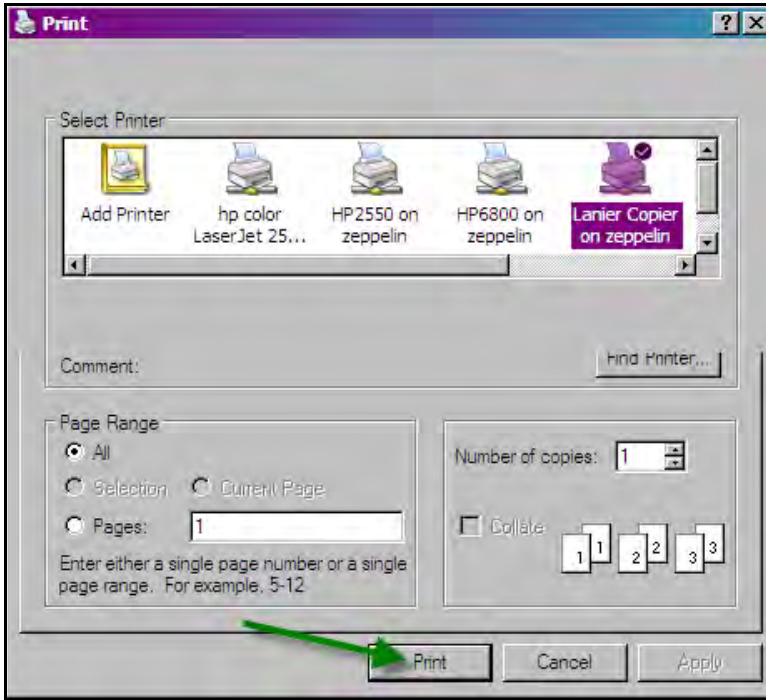 Print
Select Printer
Add Printer
hp color
LaserJet 25...
HP2550 on
zeppelin
HP6800 on
zeppelin
Lanier Copier
on zeppelin
Comment:
Find Printer...
Page Range
All
Selection
Current Page
Pages:
1
Enter either a single page number or a single
page range. For example, 5-12
Number of copies:
1
Collate
1 1 2 2 3 3
Print
Cancel
Apply